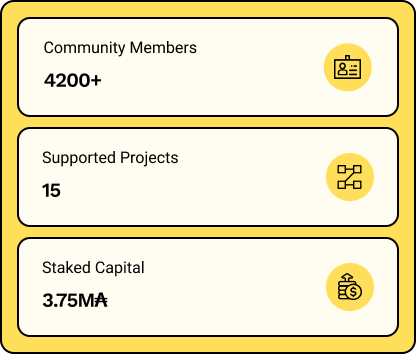 Community Members
4200+
Supported Projects
15
Staked Capital
3.75M₳